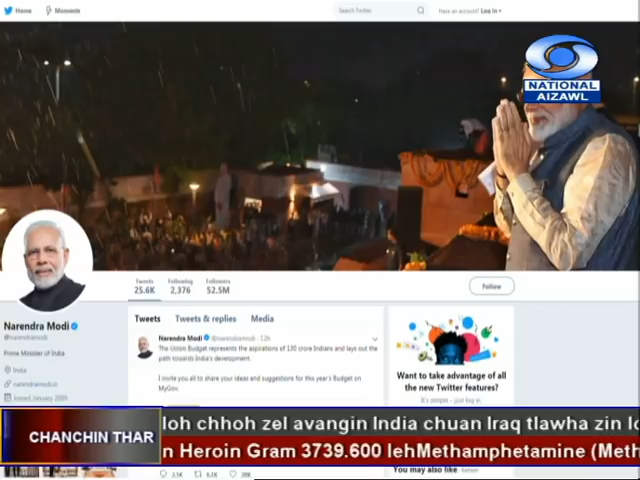 Home Moments Search Twitter Have an account? Log in
NATIONAL
AIZAWL
Tweets Following Followers
25.6K 2,376 52.5M
Follow
Narendra Modi
@narendramodi
Prime Minister of India
India
narendramodi.in
Joined January 2009
Tweets Tweets & replies Media
Narendra Modi @narendramodi · 12h
The Union Budget represents the aspirations of 130 crore Indians and lays out the
path towards India's development.
I invite you all to share your ideas and suggestions for this year's Budget on
MyGov.
Want to take advantage of all
the new Twitter features?
It's simple – just log in.
CHANCHIN THAR
loh chhoh zel avangin India chuan Iraq tlawha zin lo
n Heroin Gram 3739.600 lehMethamphetamine (Meth
You may also like